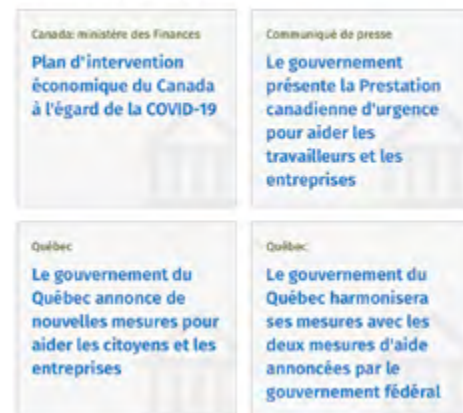 Canada: ministère des Finances
Plan d'intervention
économique du Canada
à l'égard de la COVID-19
Communiqué de presse
Le gouvernement
présente la Prestation
canadienne d'urgence
pour aider les
travailleurs et les
entreprises
Québec
Le gouvernement du
Québec annonce de
nouvelles mesures pour
aider les citoyens et les
entreprises
Québec
Le gouvernement du
Québec harmonisera
ses mesures avec les
deux mesures d'aide
annoncées par le
gouvernement fédéral